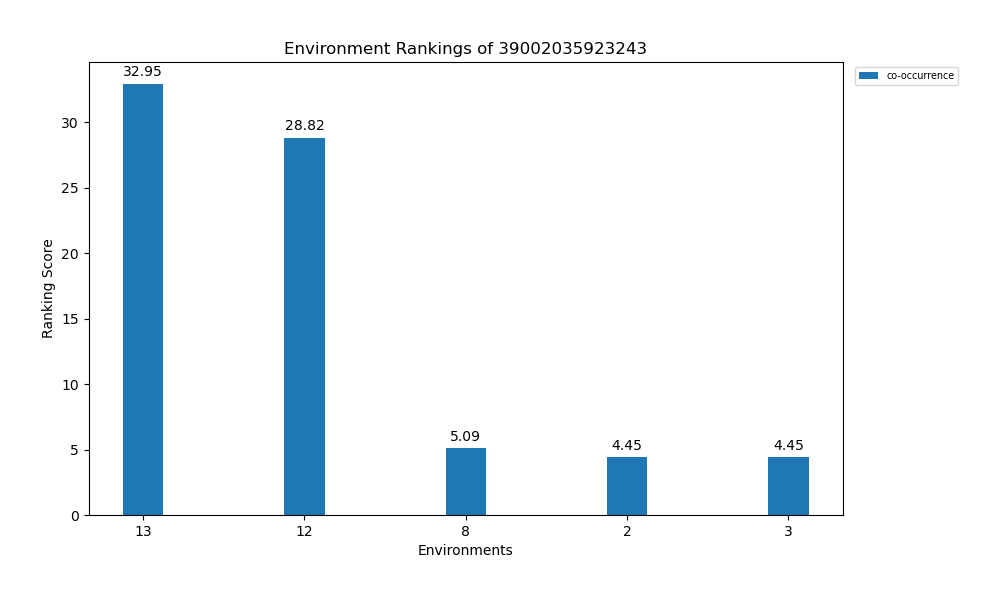 Environment Rankings of 39002035923243
co-occurrence
32.95
28.82
5.09
4.45
4.45
Ranking Score
30
25
20
15
10
5
0
13 12 8 2 3
Environments